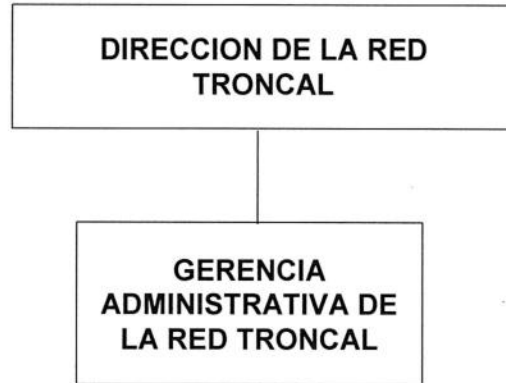 DIRECCION DE LA RED
TRONCAL
GERENCIA
ADMINISTRATIVA DE
LA RED TRONCAL